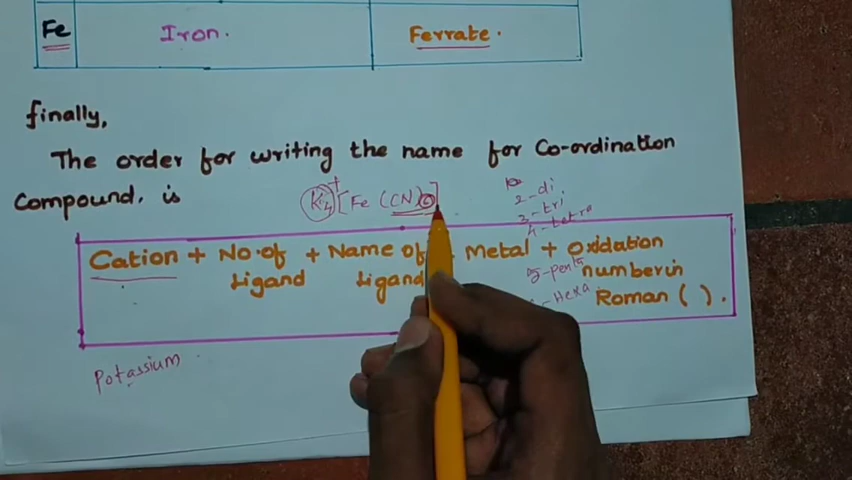 Fe Iron. Ferrate.
finally,
The order for writing the name for Co-ordination
Compound, is
K4+ [Fe (CN)6]
2-di
3-tri
4-tetra
5-penta
Hexa
Cation + No.of + Name of Metal + Oxidation
Ligand Ligand number in
Roman ( ).
Potassium